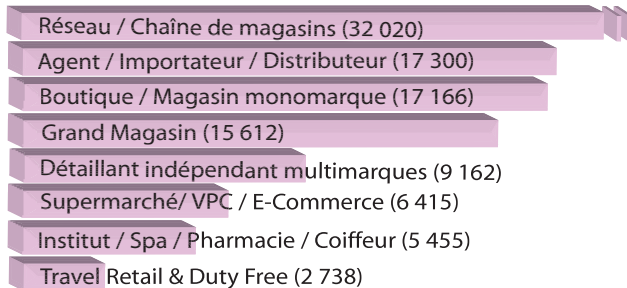 Réseau / Chaîne de magasins (32 020)
Agent / Importateur / Distributeur (17 300)
Boutique / Magasin monomarque (17 166)
Grand Magasin (15 612)
Détaillant indépendant multimarques (9 162)
Supermarché/ VPC / E-Commerce (6 415)
Institut / Spa / Pharmacie / Coiffeur (5 455)
Travel Retail & Duty Free (2 738)